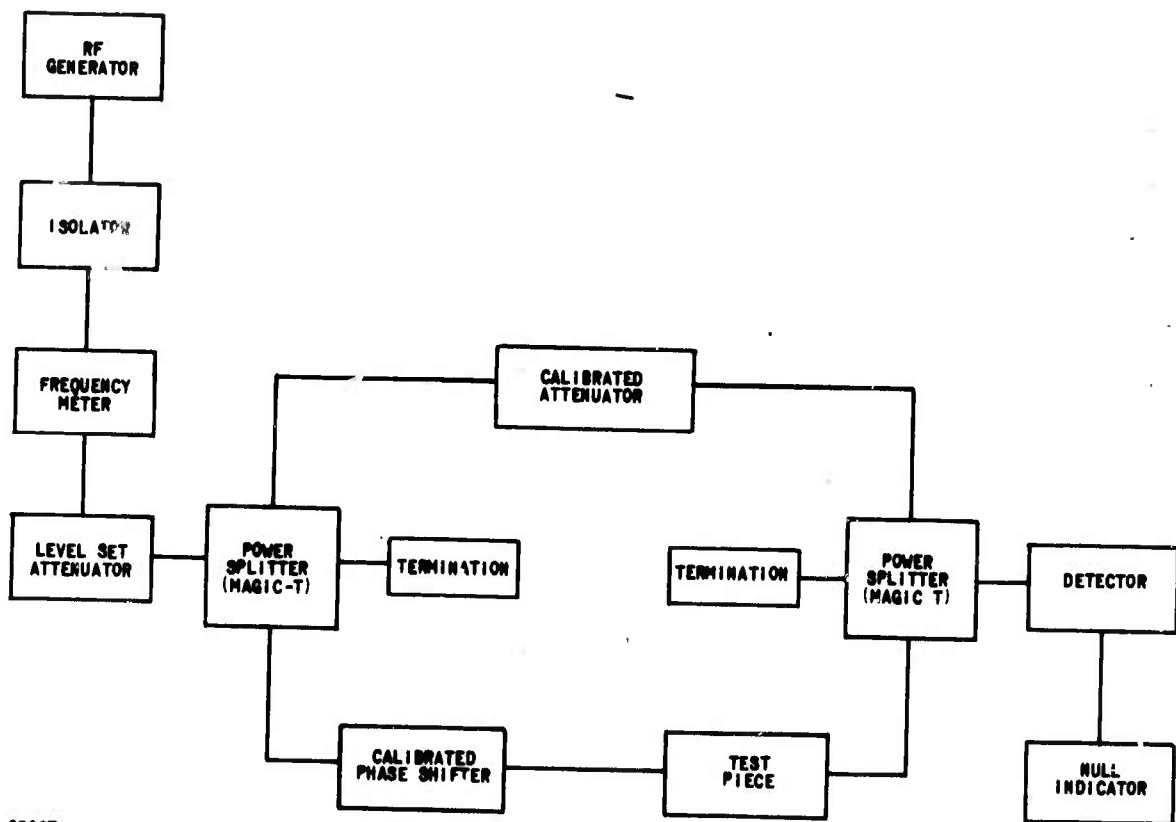 RF
GENERATOR
ISOLATOR
FREQUENCY
METER
CALIBRATED
ATTENUATOR
LEVEL SET
ATTENUATOR
POWER
SPLITTER
(MAGIC-T)
TERMINATION
TERMINATION
POWER
SPLITTER
(MAGIC T)
DETECTOR
CALIBRATED
PHASE SHIFTER
TEST
PIECE
NULL
INDICATOR